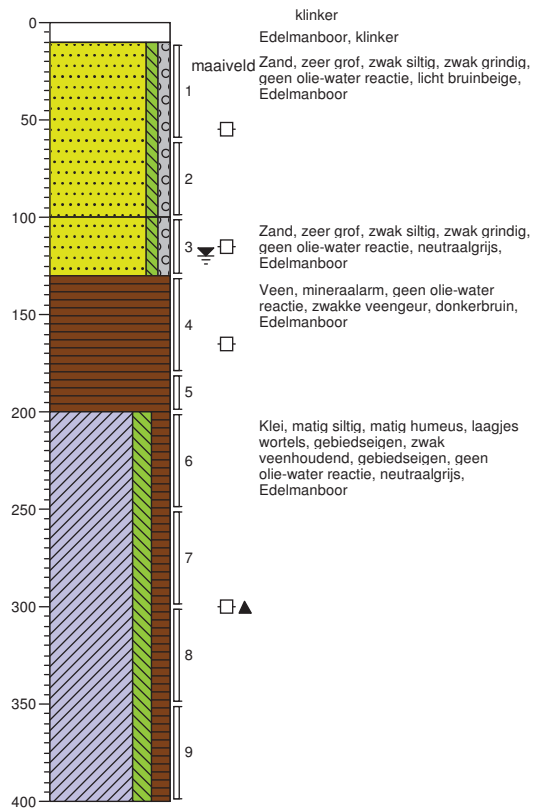 klinker
0
Edelmanboor, klinker
maaiveld
Zand, zeer grof, zwak siltig, zwak grindig,
geen olie-water reactie, licht bruinbeige,
Edelmanboor
1
50
2
100
Zand, zeer grof, zwak siltig, zwak grindig,
geen olie-water reactie, neutraalgrijs,
Edelmanboor
3
Veen, mineraalarm, geen olie-water
reactie, zwakke veengeur, donkerbruin,
Edelmanboor
4
150
5
200
Klei, matig siltig, matig humeus, laagjes
wortels, gebiedseigen, zwak
veenhoudend, gebiedseigen, geen
olie-water reactie, neutraalgrijs,
Edelmanboor
6
250
7
300
8
350
9
400